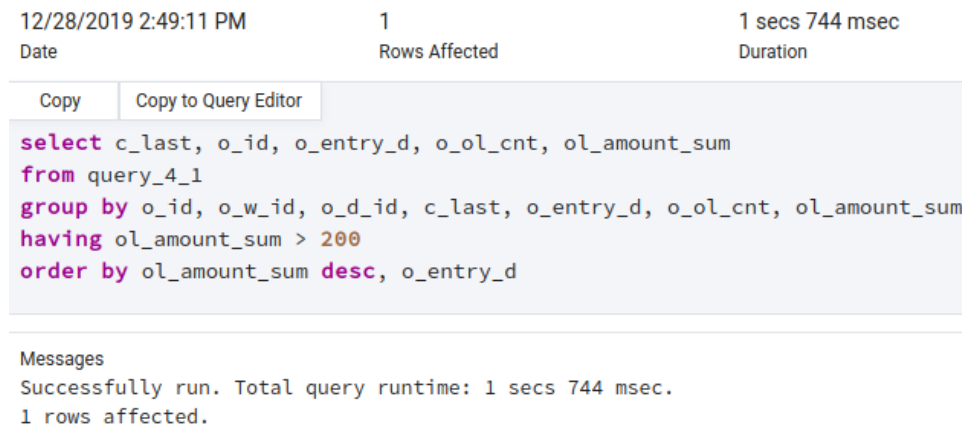 12/28/2019 2:49:11 PM 1 1 secs 744 msec
Date Rows Affected Duration
Copy Copy to Query Editor
select c_last, o_id, o_entry_d, o_ol_cnt, ol_amount_sum
from query_4_1
group by o_id, o_w_id, o_d_id, c_last, o_entry_d, o_ol_cnt, ol_amount_sum
having ol_amount_sum > 200
order by ol_amount_sum desc, o_entry_d
Messages
Successfully run. Total query runtime: 1 secs 744 msec.
1 rows affected.